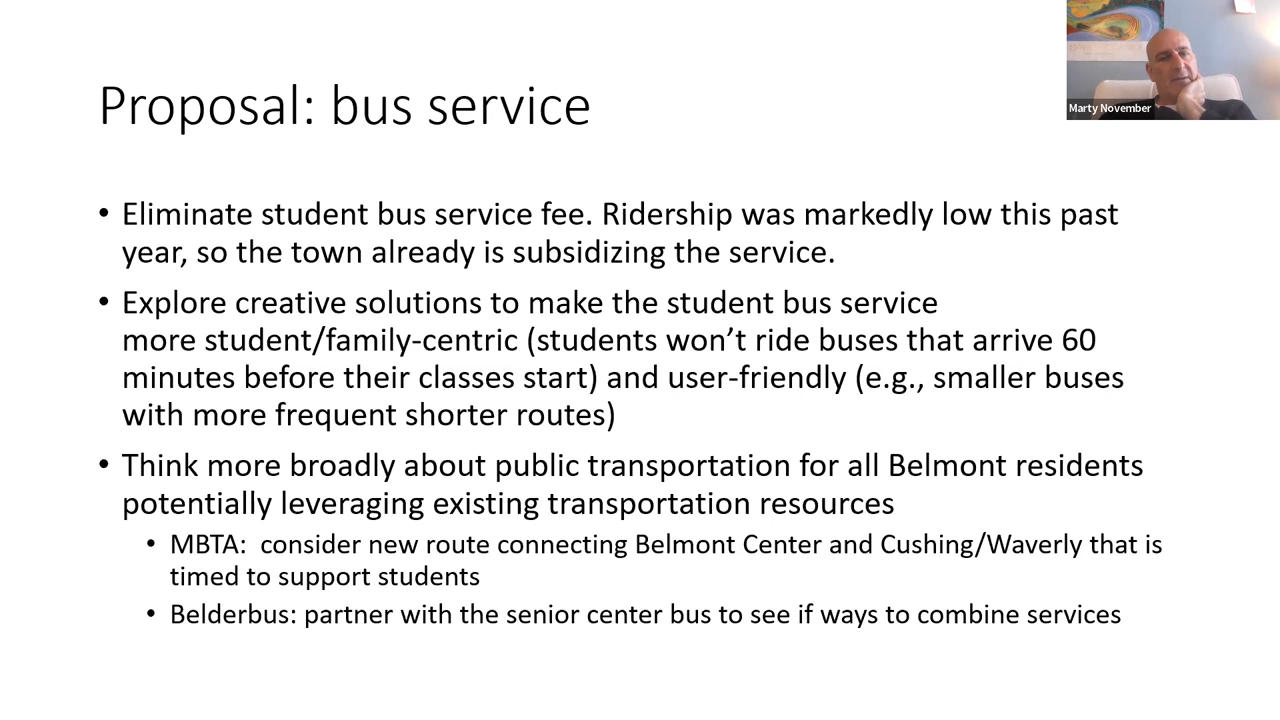 Proposal: bus service
Marty November
• Eliminate student bus service fee. Ridership was markedly low this past
year, so the town already is subsidizing the service.
• Explore creative solutions to make the student bus service
more student/family-centric (students won’t ride buses that arrive 60
minutes before their classes start) and user-friendly (e.g., smaller buses
with more frequent shorter routes)
• Think more broadly about public transportation for all Belmont residents
potentially leveraging existing transportation resources
• MBTA:  consider new route connecting Belmont Center and Cushing/Waverly that is
timed to support students
• Belderbus: partner with the senior center bus to see if ways to combine services